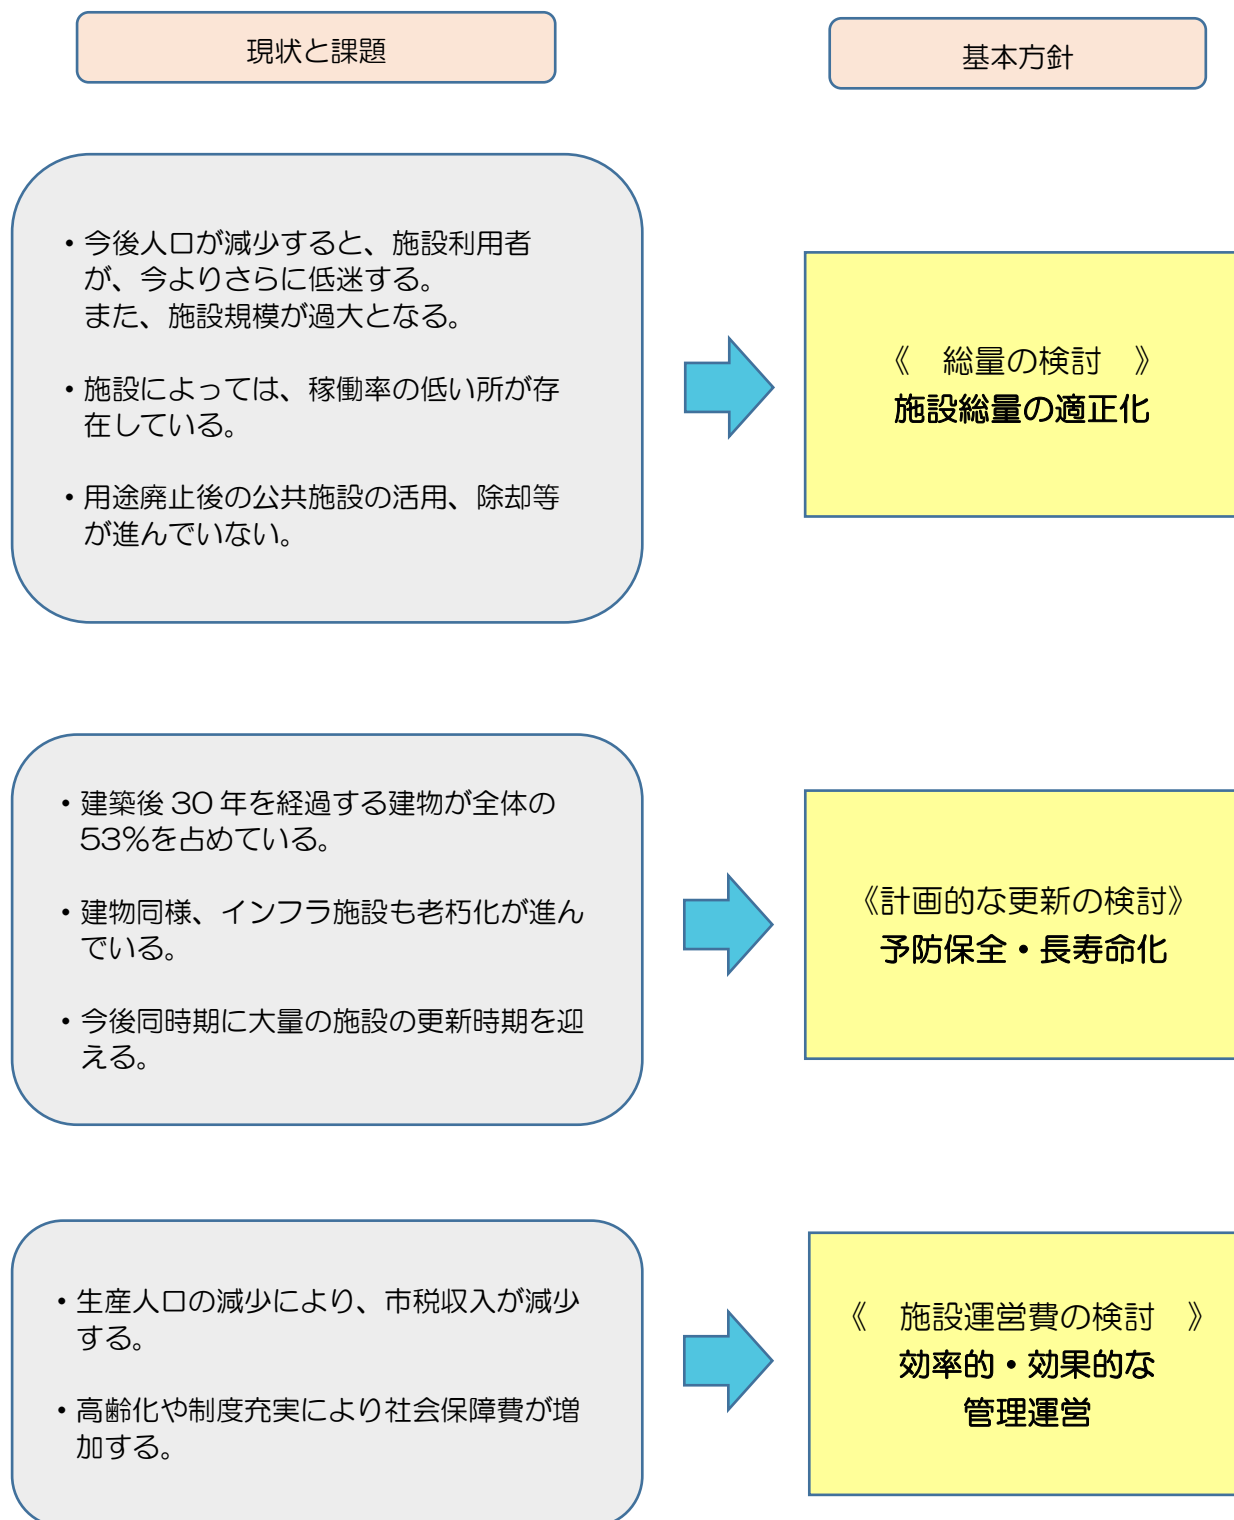 現状と課題
基本方針
・今後人口が減少すると、施設利用者
が、今よりさらに低迷する。
また、施設規模が過大となる。
・施設によっては、稼働率の低い所が存
在している。
・用途廃止後の公共施設の活用、除却等
が進んでいない。
《　総量の検討　》
施設総量の適正化
・建築後 30 年を経過する建物が全体の
53%を占めている。
・建物同様、インフラ施設も老朽化が進ん
でいる。
・今後同時期に大量の施設の更新時期を迎
える。
《計画的な更新の検討》
予防保全・長寿命化
・生産人口の減少により、市税収入が減少
する。
・高齢化や制度充実により社会保障費が増
加する。
《　施設運営費の検討　》
効率的・効果的な
管理運営